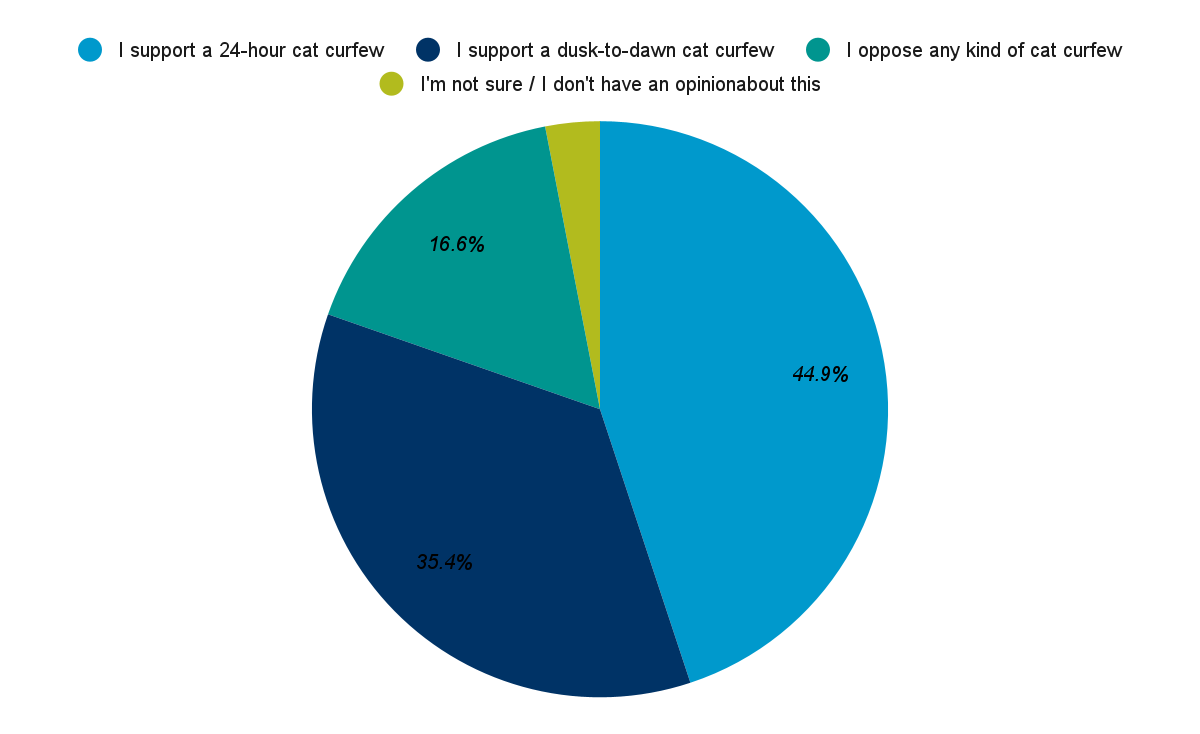 I support a 24-hour cat curfew I support a dusk-to-dawn cat curfew I oppose any kind of cat curfew
I'm not sure / I don't have an opinionabout this
16.6%
44.9%
35.4%